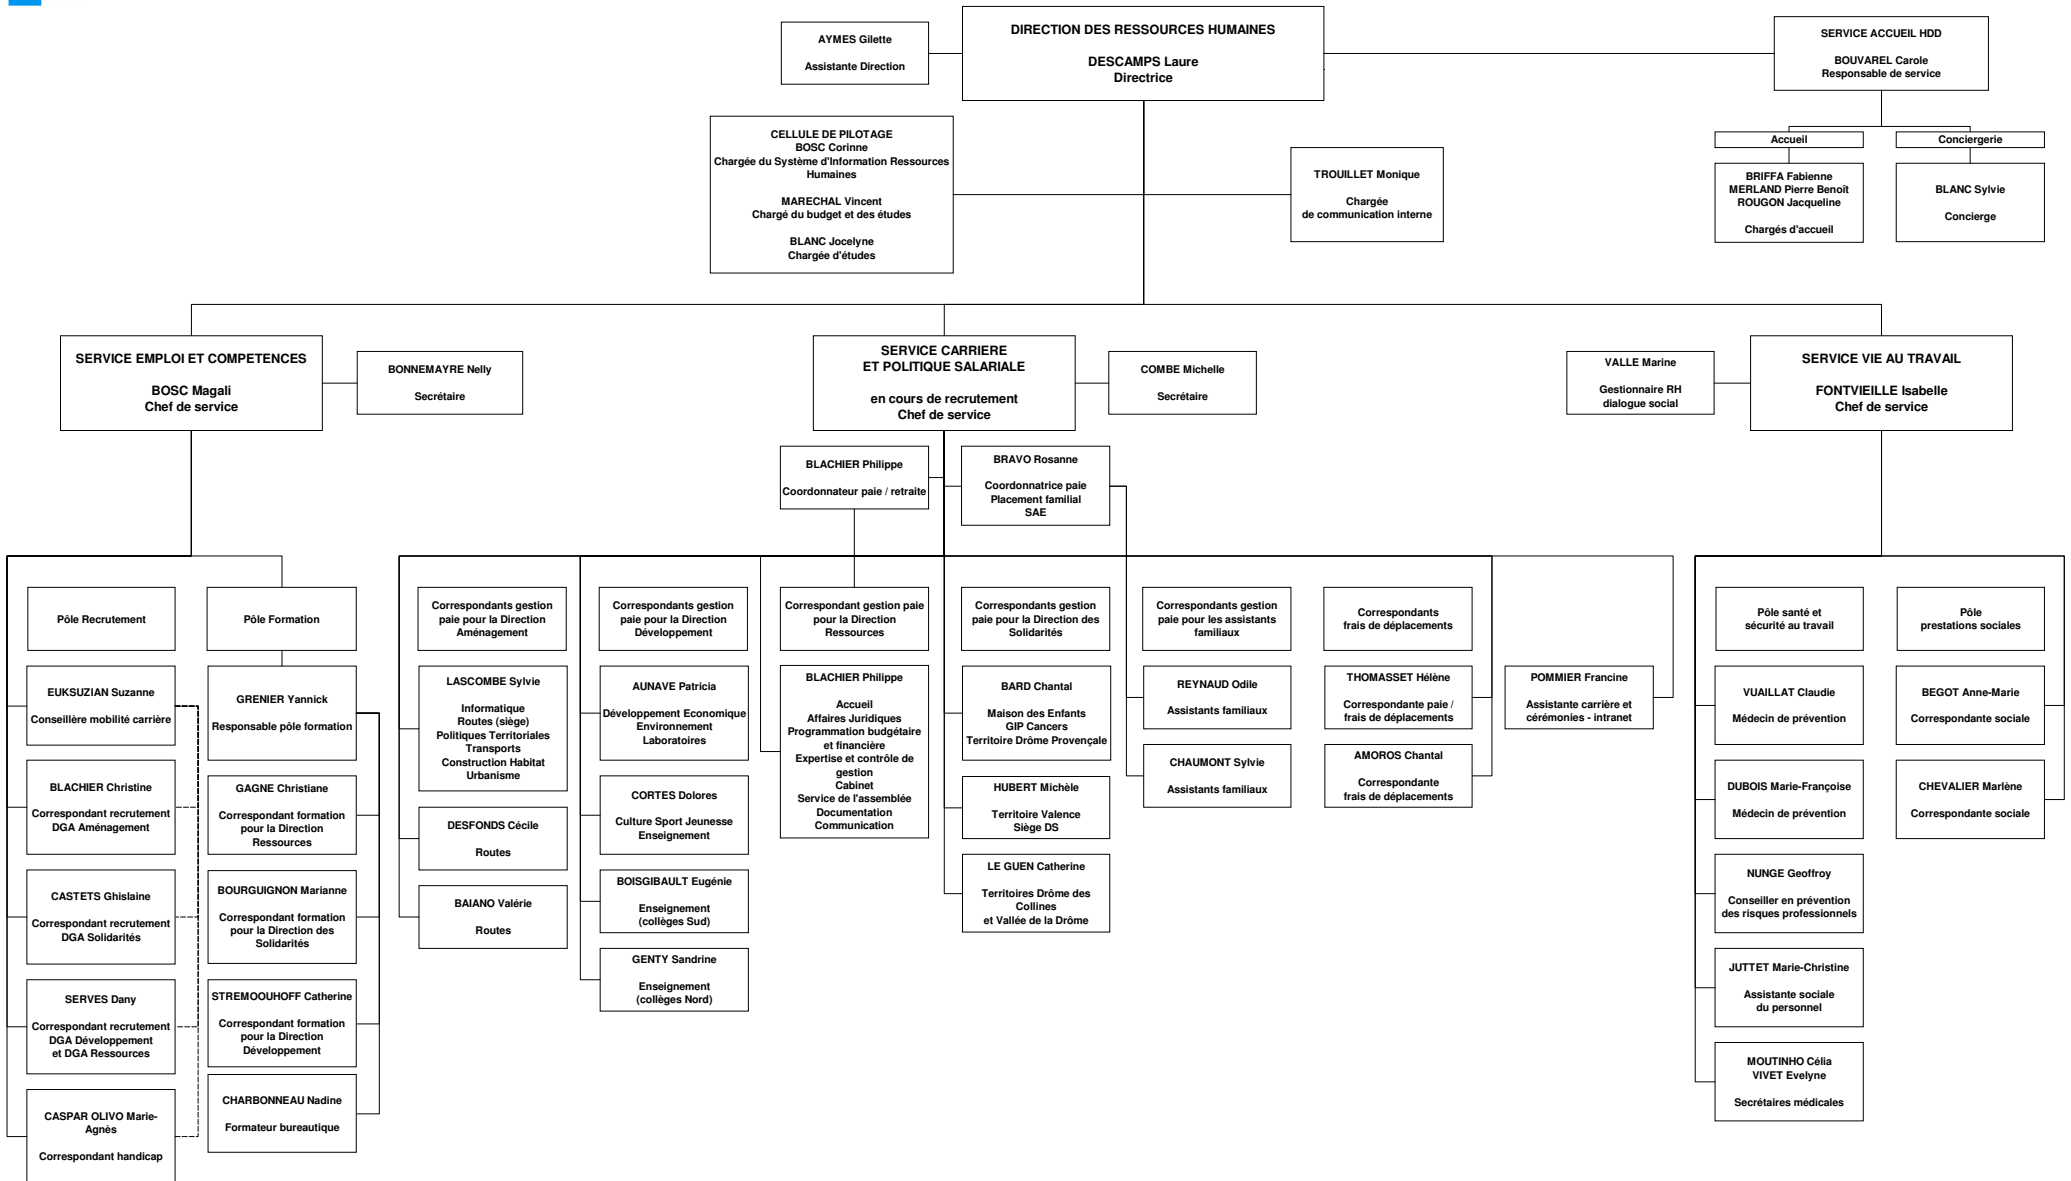 AYMES Gilette
Assistante Direction
DIRECTION DES RESSOURCES HUMAINES
DESCAMPS Laure
Directrice
SERVICE ACCUEIL HDD
BOUVAREL Carole
Responsable de service
CELLULE DE PILOTAGE
BOSC Corinne
Chargée du Système d'Information Ressources
Humaines
MARECHAL Vincent
Chargé du budget et des études
BLANC Jocelyne
Chargée d'études
TROUILLET Monique
Chargée
de communication interne
Accueil
BRIFFA Fabienne
MERLAND Pierre Benoît
ROUGON Jacqueline
Chargés d'accueil
Conciergerie
BLANC Sylvie
Concierge
SERVICE EMPLOI ET COMPETENCES
BOSC Magali
Chef de service
BONNEMAYRE Nelly
Secrétaire
SERVICE CARRIERE
ET POLITIQUE SALARIALE
en cours de recrutement
Chef de service
COMBE Michelle
Secrétaire
VALLE Marine
Gestionnaire RH
dialogue social
SERVICE VIE AU TRAVAIL
FONTVIEILLE Isabelle
Chef de service
BLACHIER Philippe
Coordonnateur paie / retraite
BRAVO Rosanne
Coordonnatrice paie
Placement familial
SAE
Pôle Recrutement
EUKSUZIAN Suzanne
Conseillère mobilité carrière
BLACHIER Christine
Correspondant recrutement
DGA Aménagement
CASTETS Ghislaine
Correspondant recrutement
DGA Solidarités
SERVES Dany
Correspondant recrutement
DGA Développement
et DGA Ressources
CASPAR OLIVO Marie-
Agnès
Correspondant handicap
Pôle Formation
GRENIER Yannick
Responsable pôle formation
GAGNE Christiane
Correspondant formation
pour la Direction
Ressources
BOURGUIGNON Marianne
Correspondant formation
pour la Direction des
Solidarités
STREMOOUHOFF Catherine
Correspondant formation
pour la Direction
Développement
CHARBONNEAU Nadine
Formateur bureautique
Correspondants gestion
paie pour la Direction
Aménagement
LASCOMBE Sylvie
Informatique
Routes (siège)
Politiques Territoriales
Transports
Construction Habitat
Urbanisme
DESFONDS Cécile
Routes
BAIANO Valérie
Routes
Correspondants gestion
paie pour la Direction
Développement
AUNAVE Patricia
Développement Economique
Environnement
Laboratoires
CORTES Dolores
Culture Sport Jeunesse
Enseignement
BOISGIBAULT Eugénie
Enseignement
(collèges Sud)
GENTY Sandrine
Enseignement
(collèges Nord)
Correspondant gestion paie
pour la Direction
Ressources
BLACHIER Philippe
Accueil
Affaires Juridiques
Programmation budgétaire
et financière
Expertise et contrôle de
gestion
Cabinet
Service de l'assemblée
Documentation
Communication
Correspondants gestion
paie pour la Direction des
Solidarités
BARD Chantal
Maison des Enfants
GIP Cancers
Territoire Drôme Provençale
HUBERT Michèle
Territoire Valence
Siège DS
LE GUEN Catherine
Territoires Drôme des
Collines
et Vallée de la Drôme
Correspondants gestion
paie pour les assistants
familiaux
REYNAUD Odile
Assistants familiaux
CHAUMONT Sylvie
Assistants familiaux
Correspondants
frais de déplacements
THOMASSET Hélène
Correspondante paie /
frais de déplacements
AMOROS Chantal
Correspondante
frais de déplacements
POMMIER Francine
Assistante carrière et
cérémonies - intranet
Pôle santé et
sécurité au travail
VUAILLAT Claudie
Médecin de prévention
DUBOIS Marie-Françoise
Médecin de prévention
NUNGE Geoffroy
Conseiller en prévention
des risques professionnels
JUTTET Marie-Christine
Assistante sociale
du personnel
MOUTINHO Célia
VIVET Evelyne
Secrétaires médicales
Pôle
prestations sociales
BEGOT Anne-Marie
Correspondante sociale
CHEVALIER Marlène
Correspondante sociale